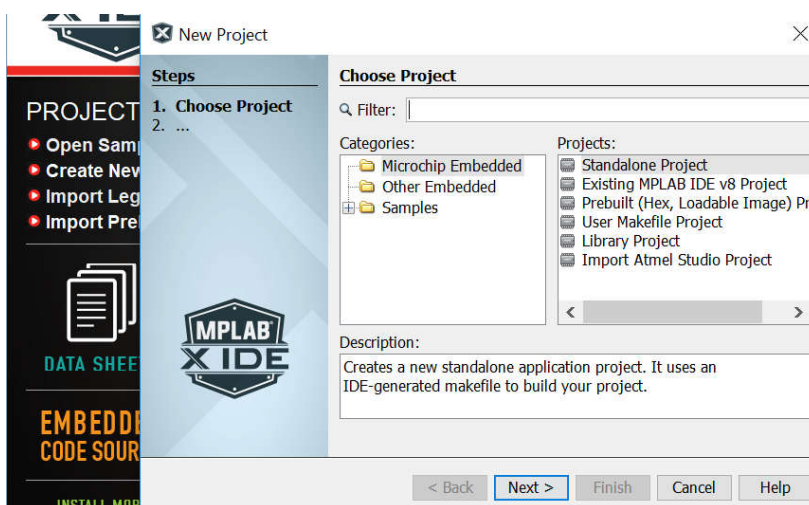 X IDE
New Project
PROJECT
Open Sam
Create New
Import Leg
Import Pre
DATA SHEE
EMBEDDE
CODE SOUR
Steps
1. Choose Project
2. ...
MPLAB
X IDE
Choose Project
Filter:
Categories:
Microchip Embedded
Other Embedded
Samples
Projects:
Standalone Project
Existing MPLAB IDE v8 Project
Prebuilt (Hex, Loadable Image) Pr
User Makefile Project
Library Project
Import Atmel Studio Project
Description:
Creates a new standalone application project. It uses an
IDE-generated makefile to build your project.
< Back Next > Finish Cancel Help